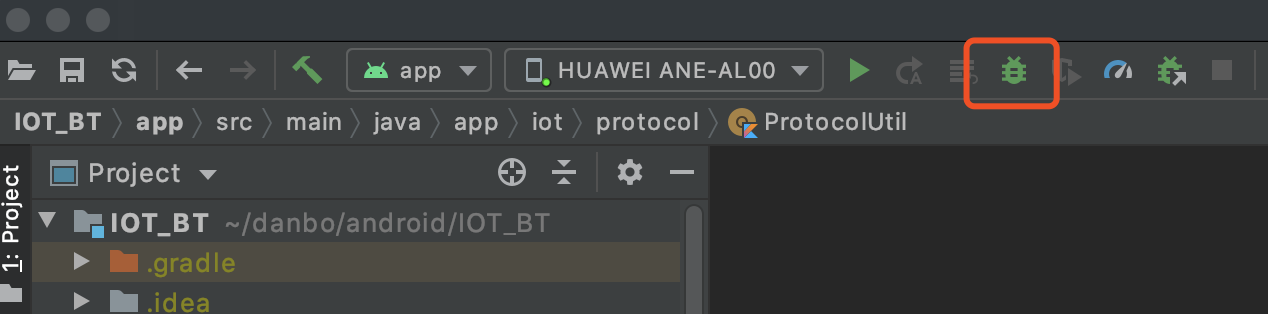 app HUAWEI ANE-AL00
IOT_BT app src main java app iot protocol ProtocolUtil
1: Project
Project
IOT_BT ~/danbo/android/IOT_BT
.gradle
.idea